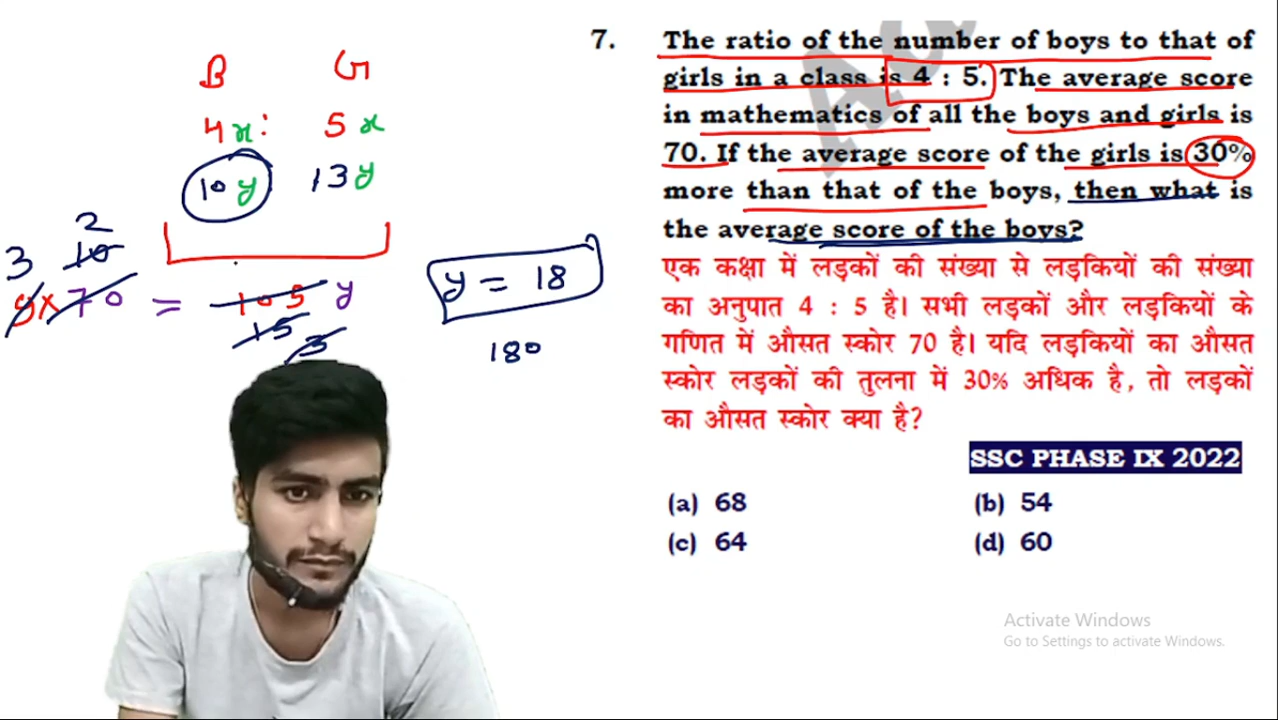 B G
4x : 5x
10y 13y
2
3 10
9 x 70 = 105 y
15
3
y = 18
180
7. The ratio of the number of boys to that of
girls in a class is 4 : 5. The average score
in mathematics of all the boys and girls is
70. If the average score of the girls is 30%
more than that of the boys, then what is
the average score of the boys?
एक कक्षा में लड़कों की संख्या से लड़कियों की संख्या
का अनुपात 4 : 5 है। सभी लड़कों और लड़कियों के
गणित में औसत स्कोर 70 है। यदि लड़कियों का औसत
स्कोर लड़कों की तुलना में 30% अधिक है, तो लड़कों
का औसत स्कोर क्या है?
SSC PHASE IX 2022
(a) 68 (b) 54
(c) 64 (d) 60
Activate Windows
Go to Settings to activate Windows.